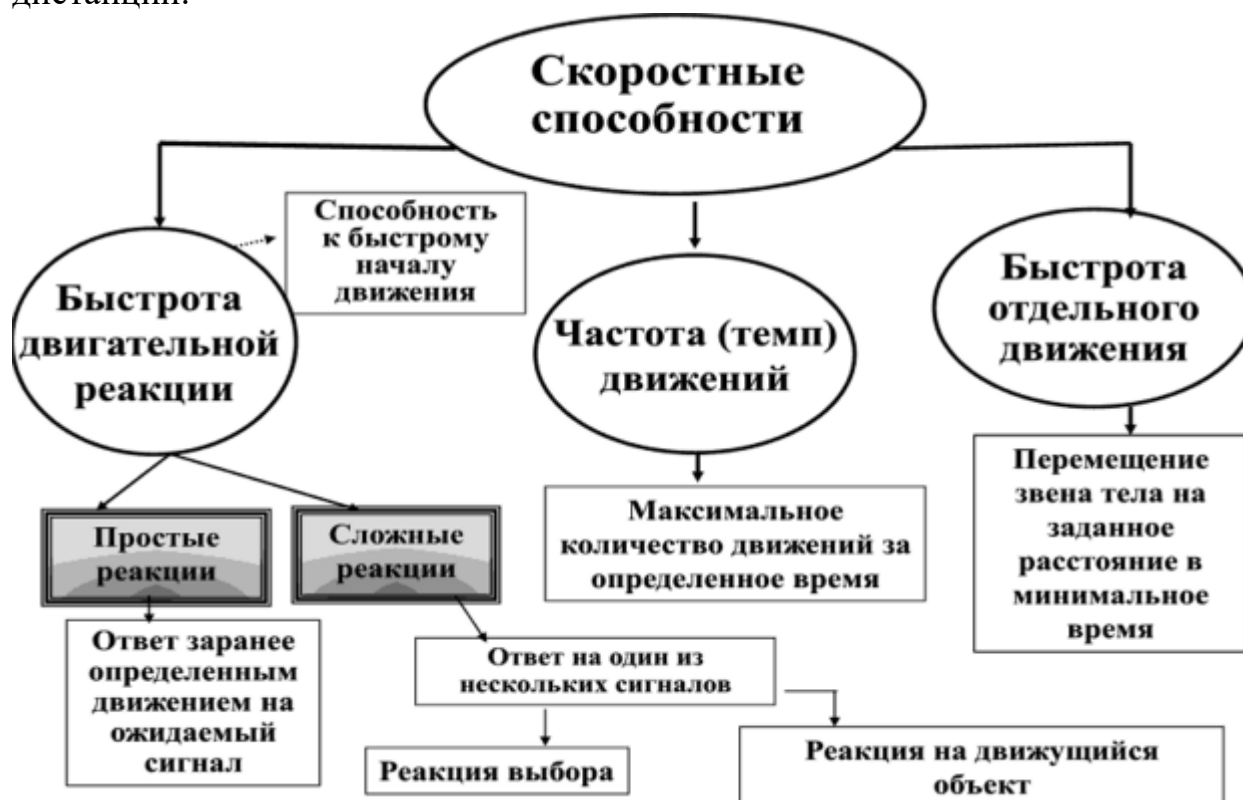 дистанции.
Скоростные
способности
Способность
к быстрому
началу
движения
Быстрота
двигательной
реакции
Частота (темп)
движений
Быстрота
отдельного
движения
Простые
реакции
Сложные
реакции
Максимальное
количество движений за
определенное время
Перемещение
звена тела на
заданное
расстояние в
минимальное
время
Ответ заранее
определенным
движением на
ожидаемый
сигнал
Ответ на один из
нескольких сигналов
Реакция выбора
Реакция на движущийся
объект